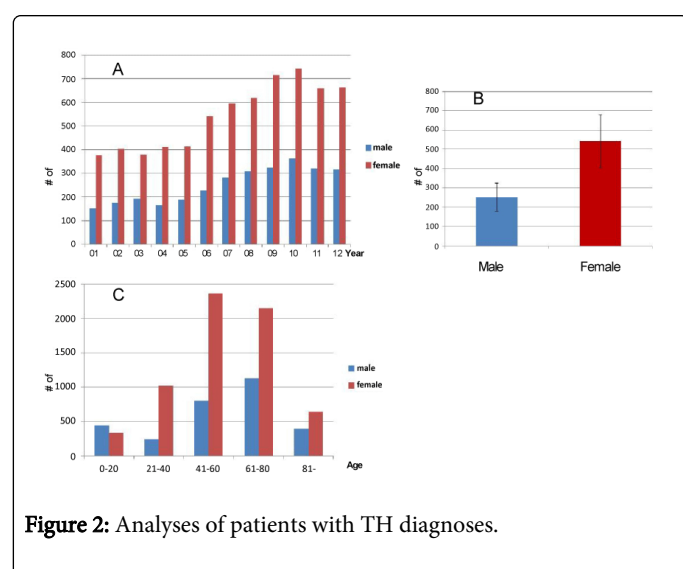 A
800
700
600
500
400
300
200
100
0
# of
01 02 03 04 05 06 07 08 09 10 11 12 Year
male
female
B
800
700
600
500
400
300
200
100
0
# of
Male Female
C
2500
2000
1500
1000
500
0
# of
0-20 21-40 41-60 61-80 81- Age
male
female
Figure 2: Analyses of patients with TH diagnoses.